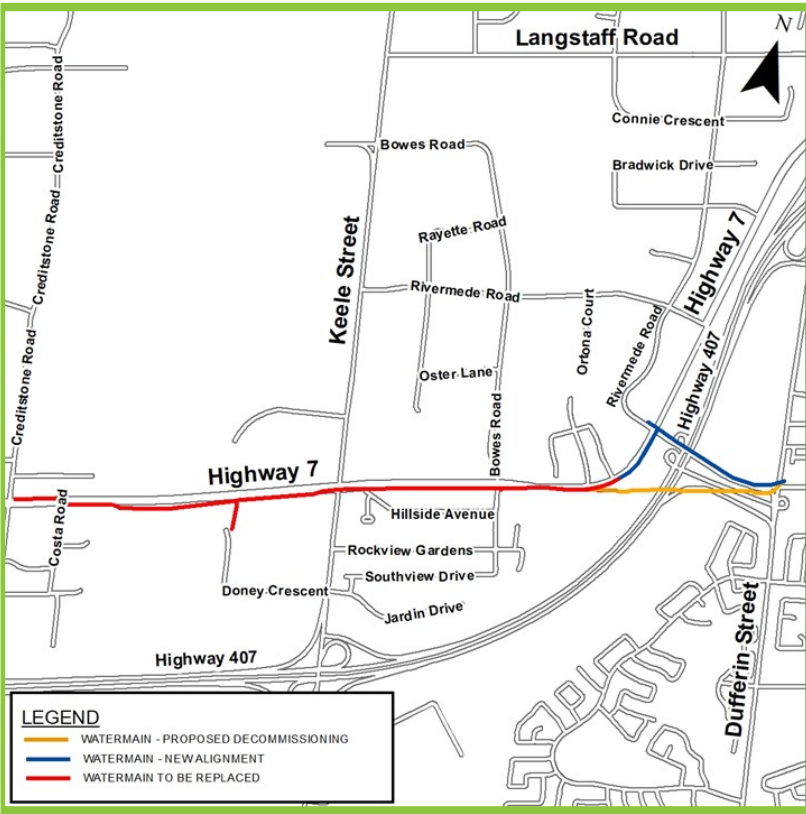 N
Langstaff Road
Creditstone Road
Connie Crescent
Bowes Road
Bradwick Drive
Creditstone Road
Keele Street
Rayette Road
Highway 7
Rivermede Road
Ortona Court
Rivermede Road
Highway 407
Creditstone Road
Oster Lane
Bowes Road
Highway 7
Costa Road
Hillside Avenue
Rockview Gardens
Southview Drive
Doney Crescent
Jardin Drive
Dufferin Street
Highway 407
LEGEND
WATERMAIN - PROPOSED DECOMMISSIONING
WATERMAIN - NEW ALIGNMENT
WATERMAIN TO BE REPLACED